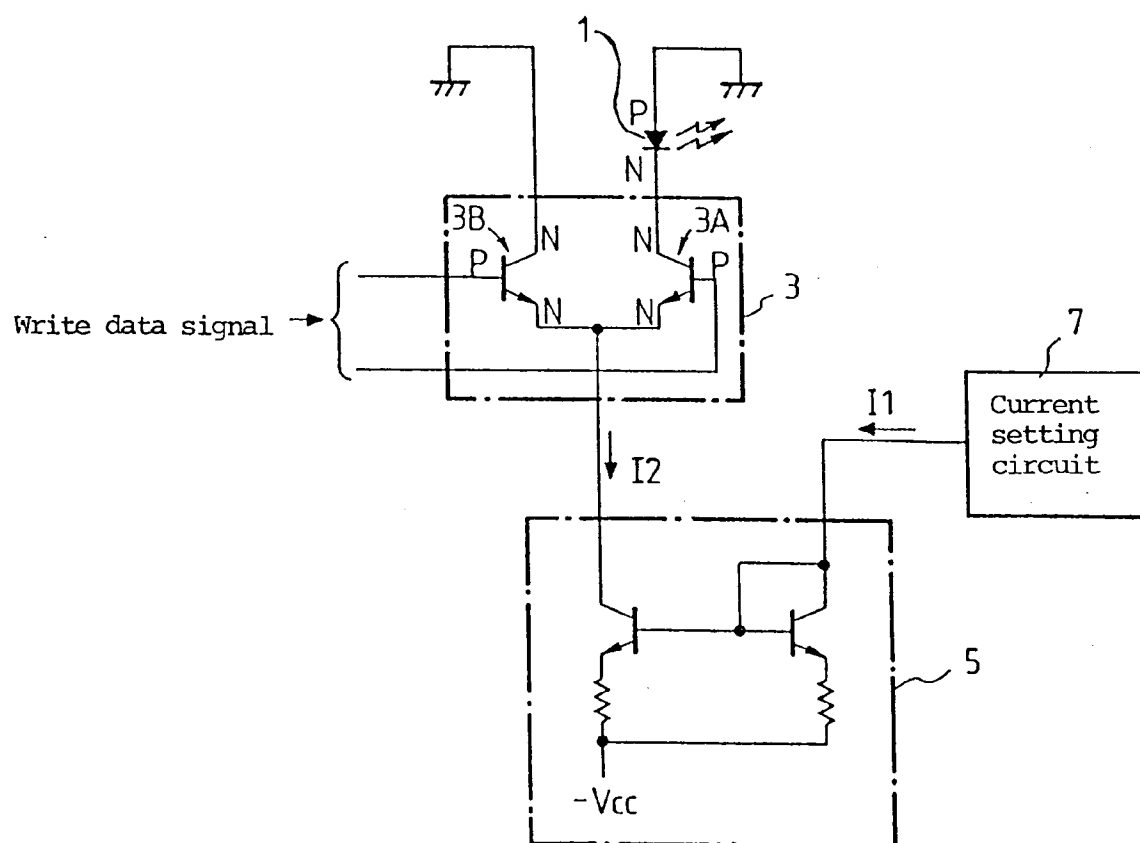 1
P
N
3B
3A
N
N
P
P
3
N
N
Write data signal
7
I1
Current
setting
circuit
I2
5
-Vcc